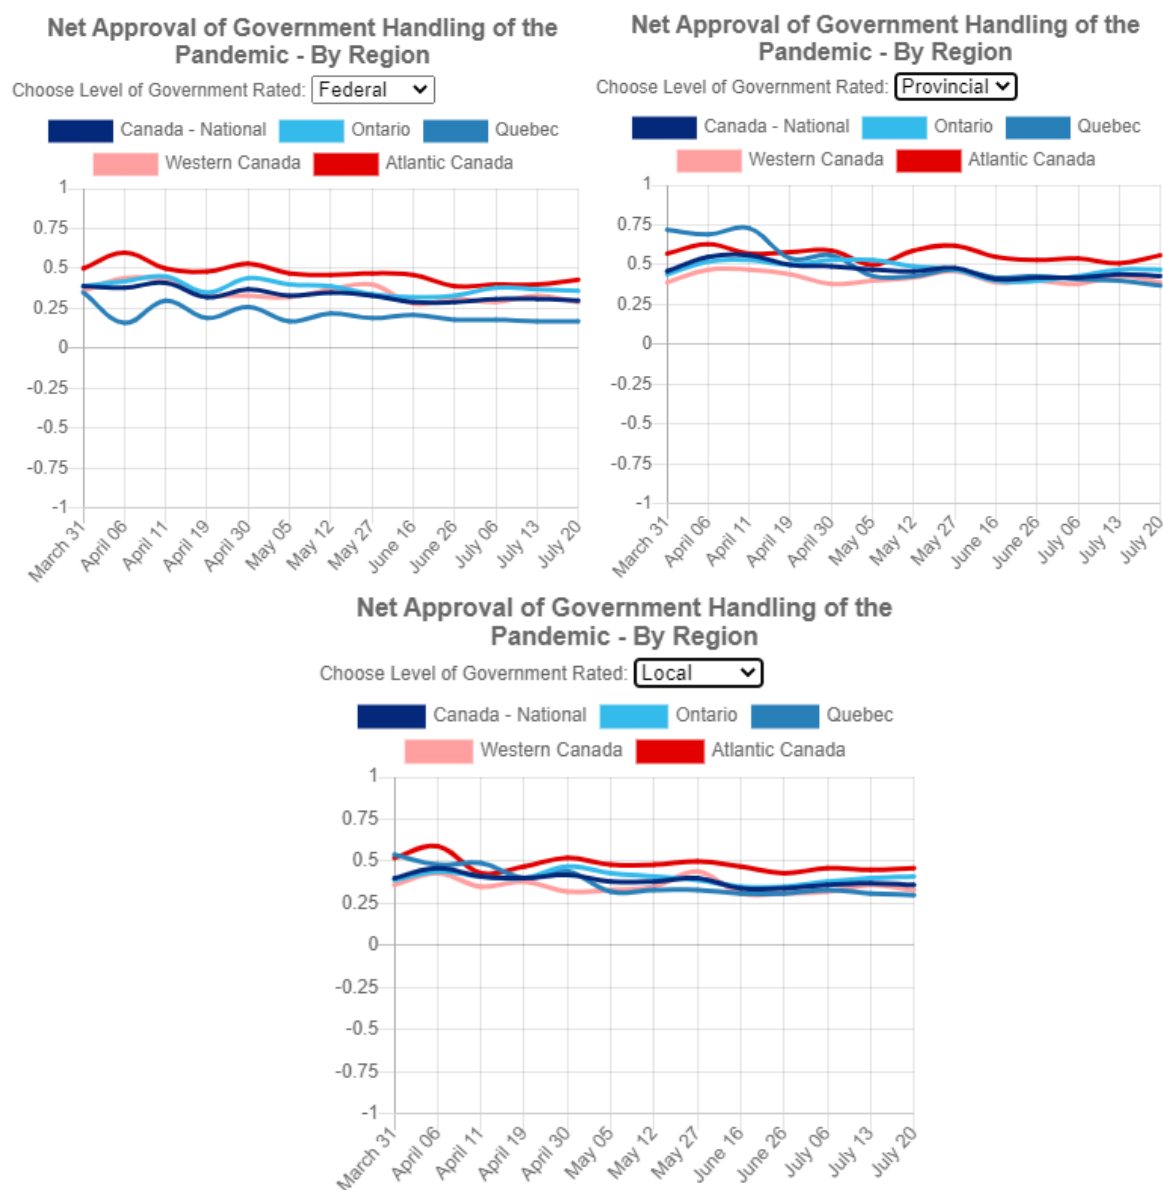 Net Approval of Government Handling of the
Pandemic - By Region
Choose Level of Government Rated: Federal
Canada - National Ontario Quebec
Western Canada Atlantic Canada
1
0.75
0.5
0.25
0
-0.25
-0.5
-0.75
-1
March 31 April 06 April 11 April 19 April 30 May 05 May 12 May 27 June 16 June 26 July 06 July 13 July 20
Net Approval of Government Handling of the
Pandemic - By Region
Choose Level of Government Rated: Provincial
Canada - National Ontario Quebec
Western Canada Atlantic Canada
1
0.75
0.5
0.25
0
-0.25
-0.5
-0.75
-1
March 31 April 06 April 11 April 19 April 30 May 05 May 12 May 27 June 16 June 26 July 06 July 13 July 20
Net Approval of Government Handling of the
Pandemic - By Region
Choose Level of Government Rated: Local
Canada - National Ontario Quebec
Western Canada Atlantic Canada
1
0.75
0.5
0.25
0
-0.25
-0.5
-0.75
-1
March 31 April 06 April 11 April 19 April 30 May 05 May 12 May 27 June 16 June 26 July 06 July 13 July 20